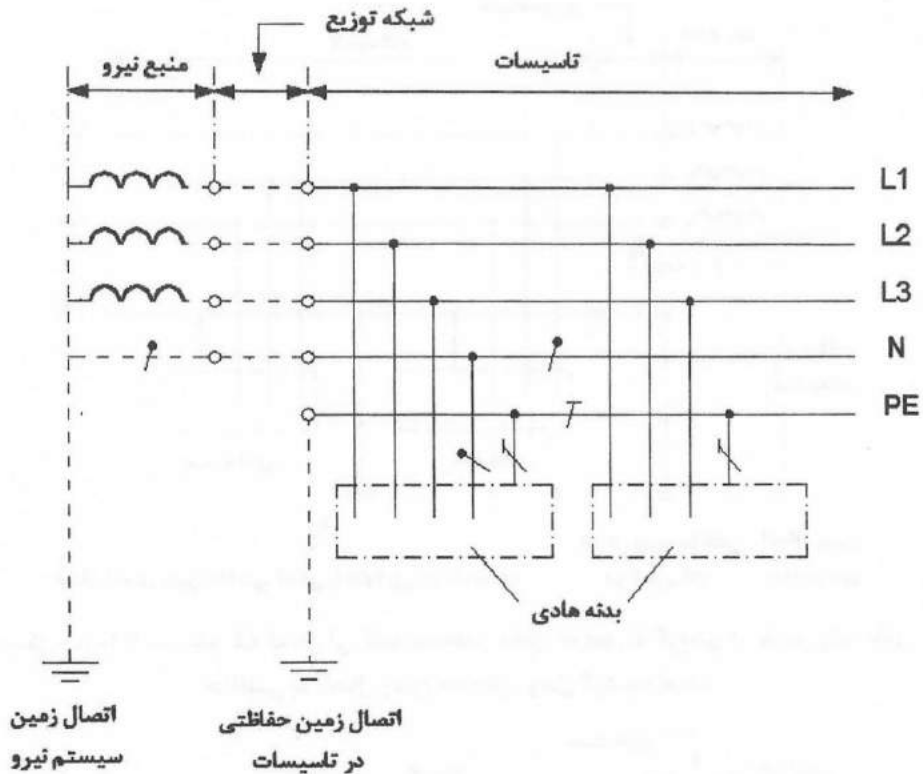 شبکه توزیع
منبع نیرو
تاسیسات
L1
L2
L3
N
PE
بدنه هادی
اتصال زمین
سیستم نیرو
اتصال زمین حفاظتی
در تاسیسات